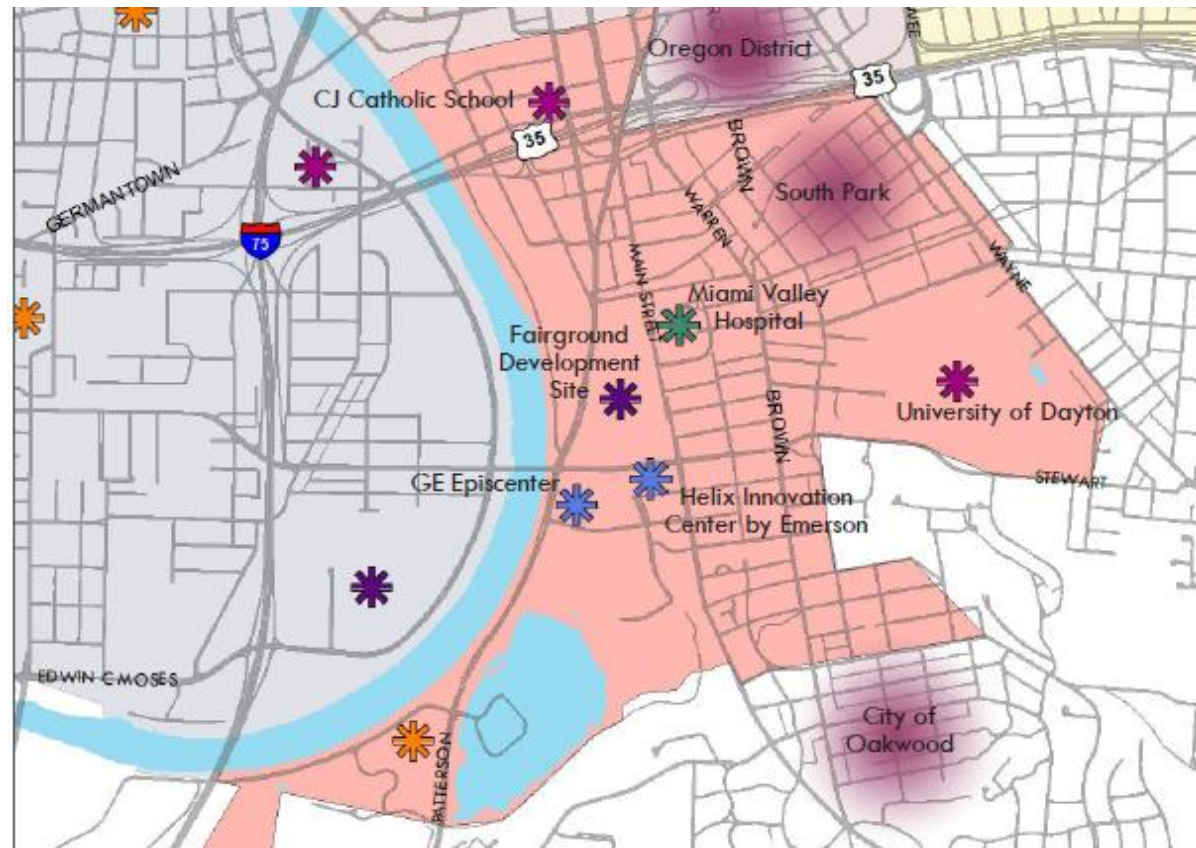 Oregon District
WEE
35
CJ Catholic School
35
BROWN
GERMANTOWN
South Park
WARREN
75
MAIN STREET
WAYNE
Miami Valley
Hospital
Fairground
Development
Site
BROWN
University of Dayton
GE Episcenter
STEWART
Helix Innovation
Center by Emerson
EDWIN C MOSES
City of
Oakwood
PATTERSON